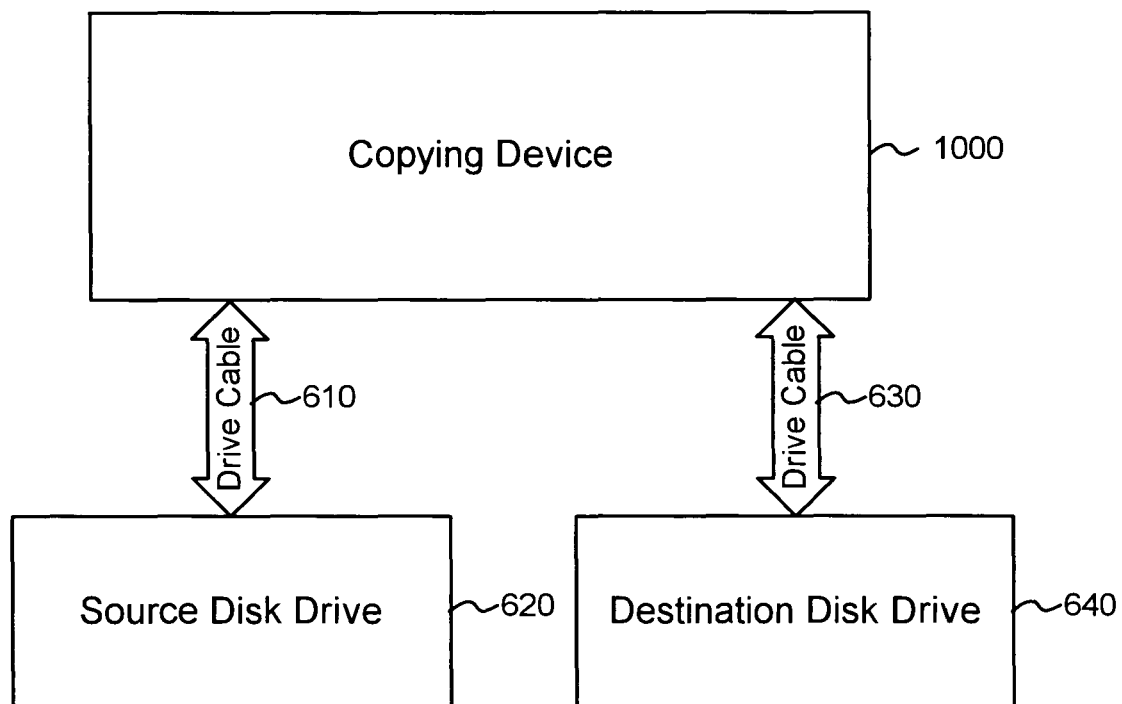 Copying Device
1000
Drive Cable
610
Drive Cable
630
Source Disk Drive
620
Destination Disk Drive
640